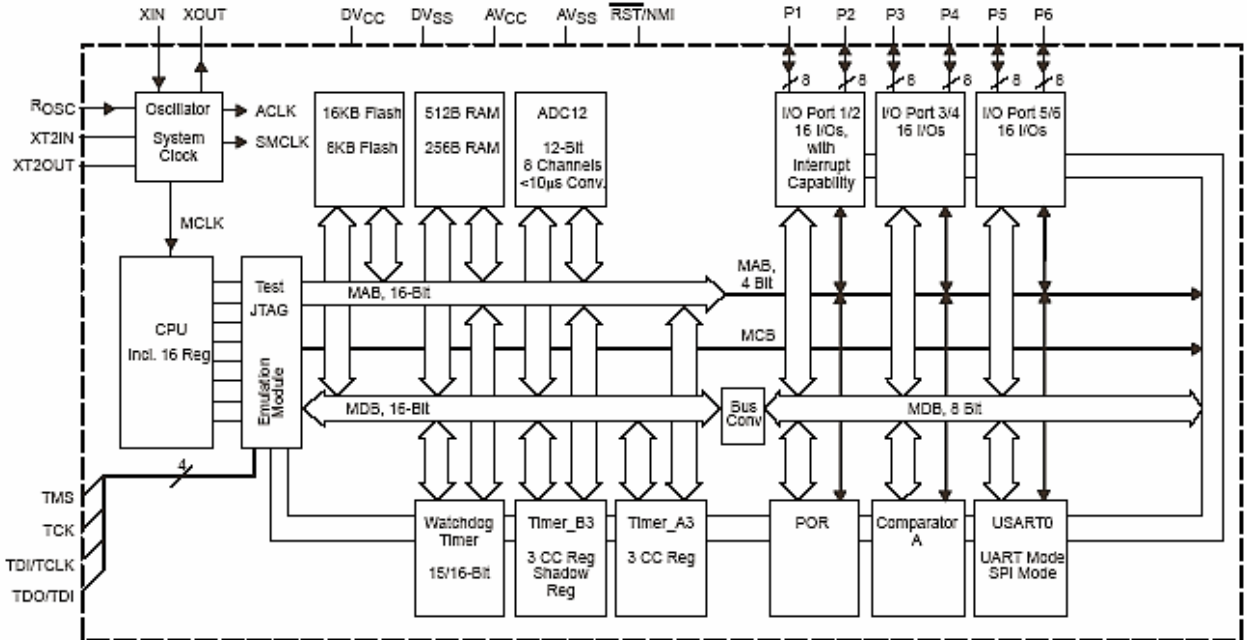 XIN
XOUT
DVCC
DVSS
AVCC
AVSS
RST/NMI
P1
P2
P3
P4
P5
P6
8
8
8
8
8
8
ROSC
XT2IN
XT2OUT
Oscillator
System
Clock
ACLK
SMCLK
MCLK
16KB Flash
8KB Flash
512B RAM
256B RAM
ADC12
12-Bit
8 Channels
<10µs Conv.
I/O Port 1/2
16 I/Os,
with
Interrupt
Capability
I/O Port 3/4
16 I/Os
I/O Port 5/6
16 I/Os
CPU
Incl. 16 Reg
Test
JTAG
Emulation
Module
MAB, 16-Bit
MAB,
4 Bit
MCB
MDB, 16-Bit
Bus
Conv
MDB, 8 Bit
4
TMS
TCK
TDI/TCLK
TDO/TDI
Watchdog
Timer
15/16-Bit
Timer_B3
3 CC Reg
Shadow
Reg
Timer_A3
3 CC Reg
POR
Comparator
A
USART0
UART Mode
SPI Mode